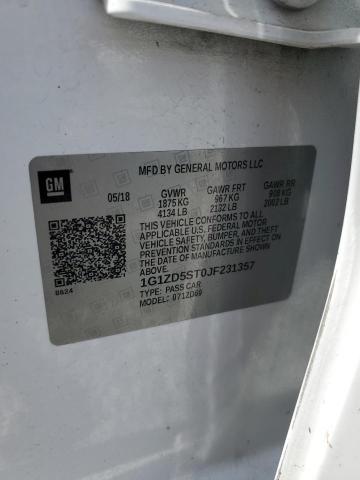 MFD BY GENERAL MOTORS LLC
GM
05/18 GVWR GAWR FRT GAWR RR
1875 KG 967 KG 908 KG
4134 LB 2132 LB 2002 LB
THIS VEHICLE CONFORMS TO ALL APPLICABLE
U.S. FEDERAL MOTOR VEHICLE SAFETY, BUMPER, AND THEFT
PREVENTION STANDARDS IN EFFECT ON THE DATE
OF MANUFACTURE SHOWN ABOVE.
1G1ZD5ST0JF231357
TYPE: PASS CAR
MODEL: 071ZD69
8624